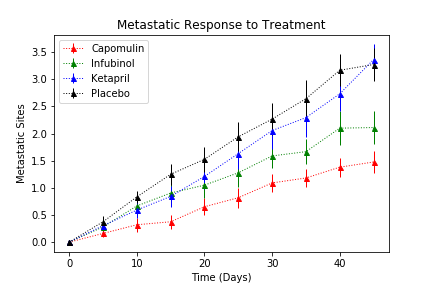 Metastatic Response to Treatment
Capomulin
Infubinol
Ketapril
Placebo
Metastatic Sites
3.5
3.0
2.5
2.0
1.5
1.0
0.5
0.0
0 10 20 30 40
Time (Days)